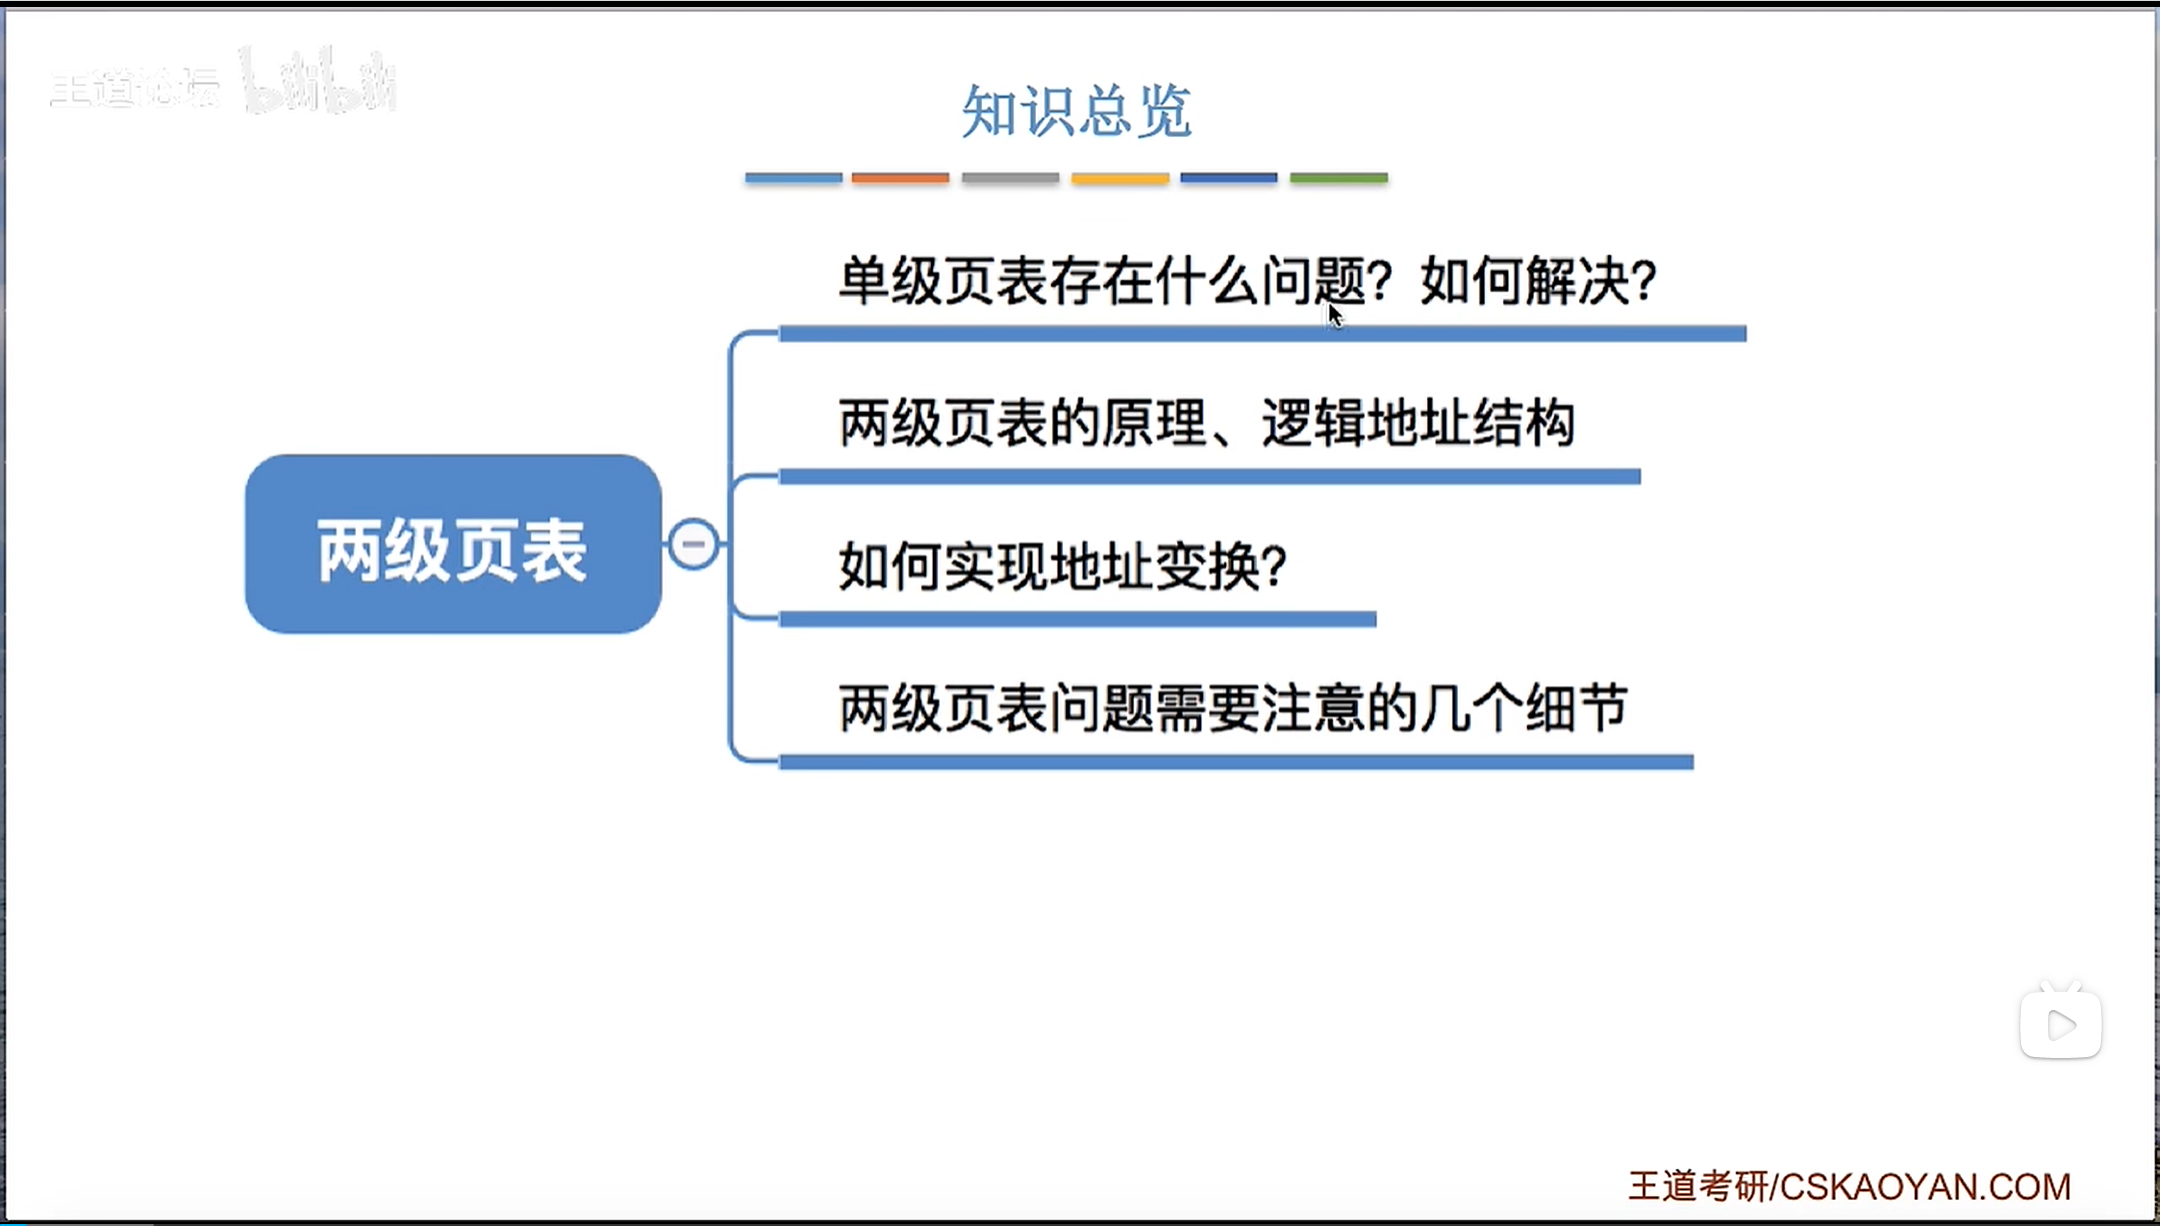 王道论坛 bilibili
知识总览
单级页表存在什么问题？如何解决？
两级页表的原理、逻辑地址结构
两级页表
如何实现地址变换？
两级页表问题需要注意的几个细节
王道考研/CSKAOYAN.COM